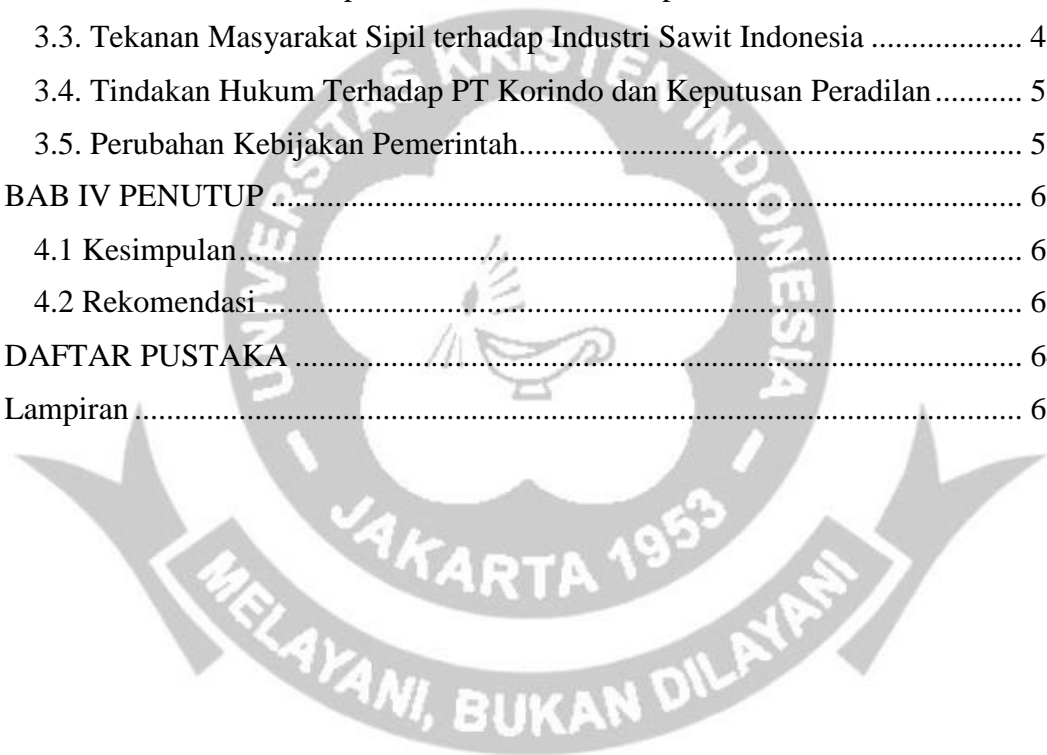 3.3. Tekanan Masyarakat Sipil terhadap Industri Sawit Indonesia ................... 4
3.4. Tindakan Hukum Terhadap PT Korindo dan Keputusan Peradilan ........... 5
3.5. Perubahan Kebijakan Pemerintah................................................................ 5
BAB IV PENUTUP ............................................................................................... 6
4.1 Kesimpulan.................................................................................................. 6
4.2 Rekomendasi ............................................................................................... 6
DAFTAR PUSTAKA ............................................................................................ 6
Lampiran ............................................................................................................... 6
UNIVERSITAS KRISTEN INDONESIA
- JAKARTA 1953 -
MELAYANI, BUKAN DILAYANI